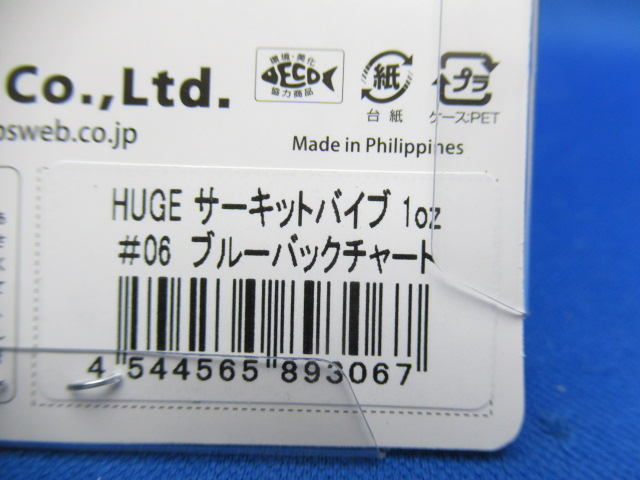 Co.,Ltd.
環境・美化
ECO
協力商品
紙
台紙
プラ
ケース:PET
psweb.co.jp
Made in Philippines
HUGE サーキットバイブ 1oz
#06 ブルーバックチャート
4 544565 893067